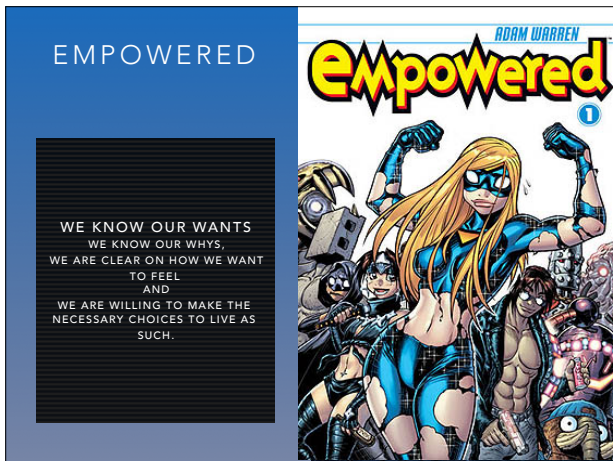 EMPOWERED
WE KNOW OUR WANTS
WE KNOW OUR WHYS,
WE ARE CLEAR ON HOW WE WANT
TO FEEL
AND
WE ARE WILLING TO MAKE THE
NECESSARY CHOICES TO LIVE AS
SUCH.
ADAM WARREN
empowered
1